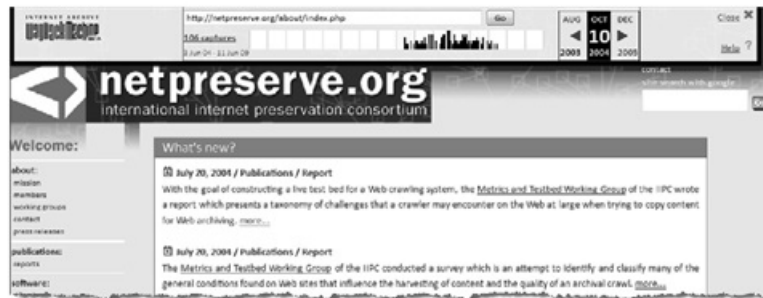 INTERNET ARCHIVE
WayBackMachine
http://netpreserve.org/about/index.php
Go
106 captures
AUG OCT DEC
10
2003 2004 2005
Close
Help ?
netpreserve.org
international internet preservation consortium
contact
Welcome:
about:
mission
members
working groups
contact
press releases
publications:
reports
software:
What's new?
July 20, 2004 / Publications / Report
With the goal of constructing a live test bed for a Web crawling system, the Metrics and Testbed Working Group of the IIPC wrote
a report which presents a taxonomy of challenges that a crawler may encounter on the Web at large when trying to copy content
for Web archiving. more...
July 20, 2004 / Publications / Report
The Metrics and Testbed Working Group of the IIPC conducted a survey which is an attempt to identify and classify many of the
general conditions found on Web sites that influence the harvesting of content and the quality of an archival crawl. more...